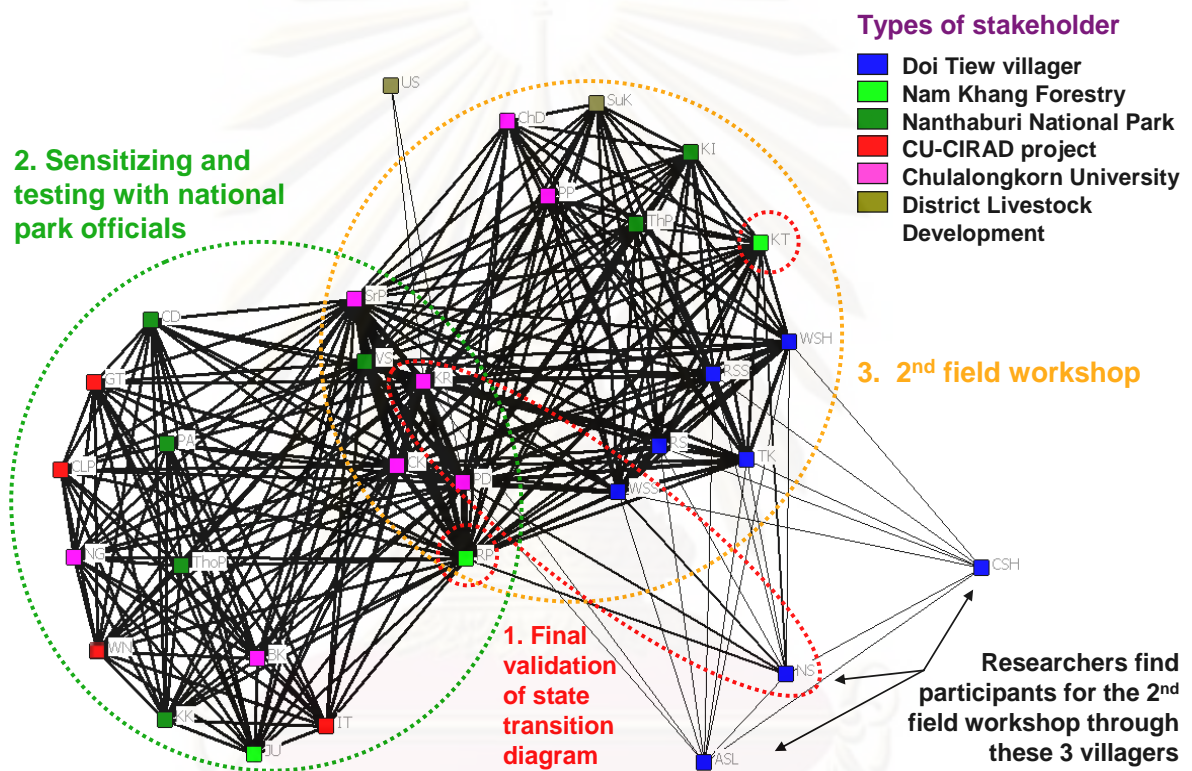 Types of stakeholder
Doi Tiew villager
Nam Khang Forestry
Nanthaburi National Park
CU-CIRAD project
Chulalongkorn University
District Livestock
Development
2. Sensitizing and
testing with national
park officials
US
SuK
ChD
KI
PP
ThP
KT
SrP
CD
VS
WSH
KR
RSS
GT
3. 2nd field workshop
PA
RS
TK
CLP
CK
PD
WSS
NG
ThoP
RP
CSH
1. Final
validation
of state
transition
diagram
WN
BK
NS
Researchers find
participants for the 2nd
field workshop through
these 3 villagers
KK
IT
JU
ASL